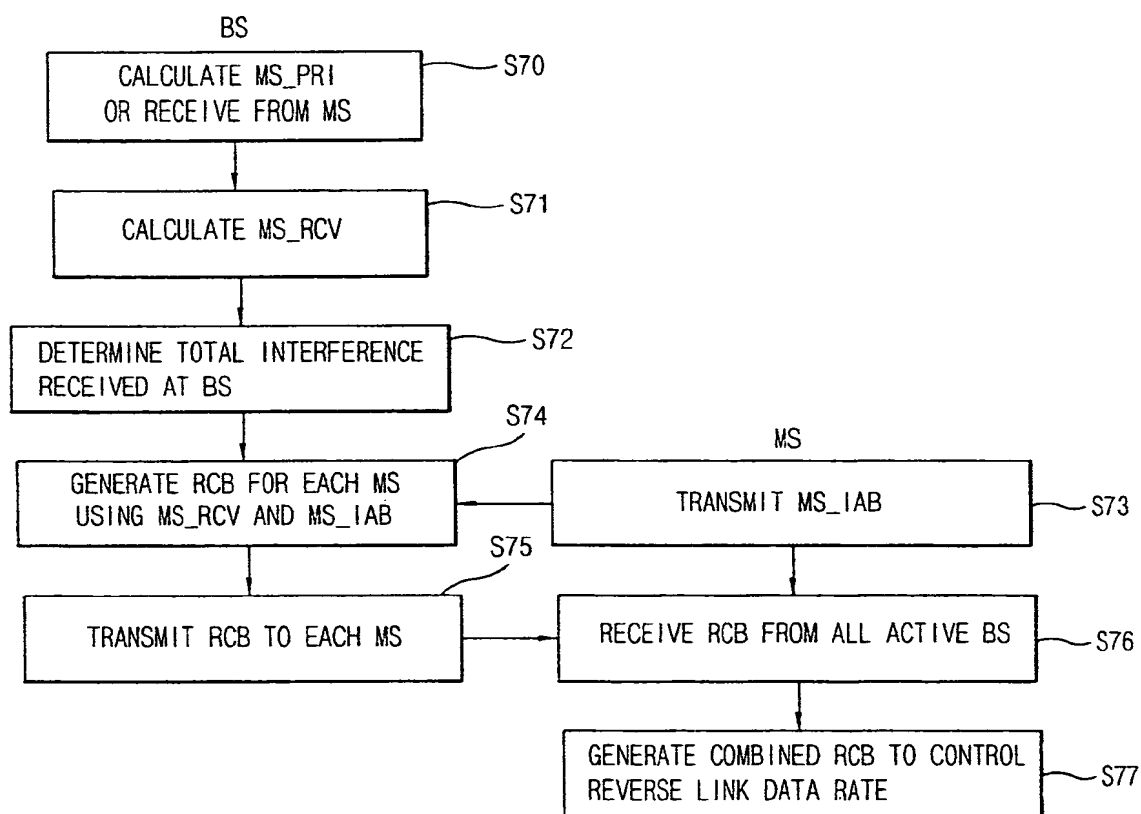 BS
CALCULATE MS_PRI
OR RECEIVE FROM MS
S70
CALCULATE MS_RCV
S71
DETERMINE TOTAL INTERFERENCE
RECEIVED AT BS
S72
GENERATE RCB FOR EACH MS
USING MS_RCV AND MS_IAB
S74
MS
TRANSMIT MS_IAB
S73
TRANSMIT RCB TO EACH MS
S75
RECEIVE RCB FROM ALL ACTIVE BS
S76
GENERATE COMBINED RCB TO CONTROL
REVERSE LINK DATA RATE
S77